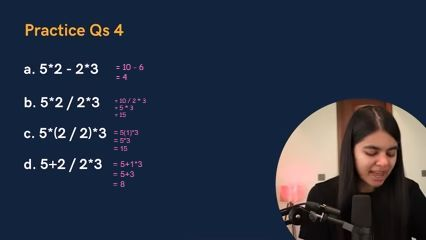 Practice Qs 4
a. 5*2 - 2*3
= 10 - 6
= 4
b. 5*2 / 2*3
= 10 / 2 * 3
= 5 * 3
= 15
c. 5*(2 / 2)*3
= 5(1)*3
= 5*3
= 15
d. 5+2 / 2*3
= 5+1*3
= 5+3
= 8